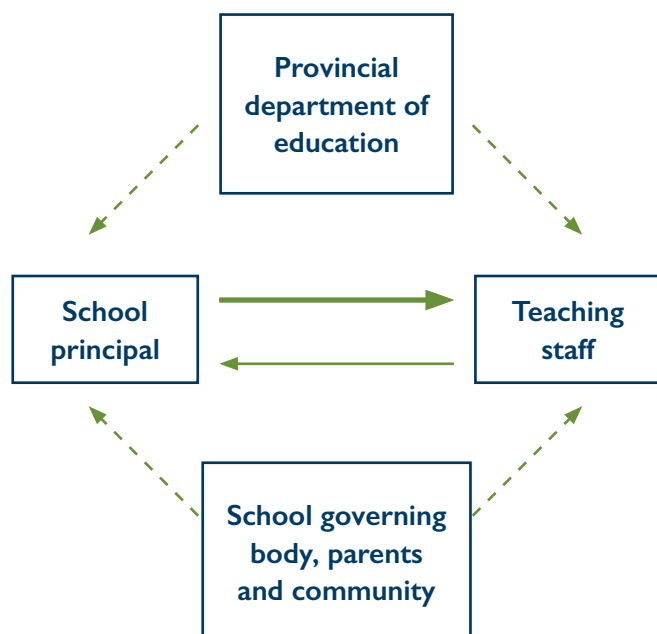 Provincial
department of
education
School
principal
Teaching
staff
School governing
body, parents
and community